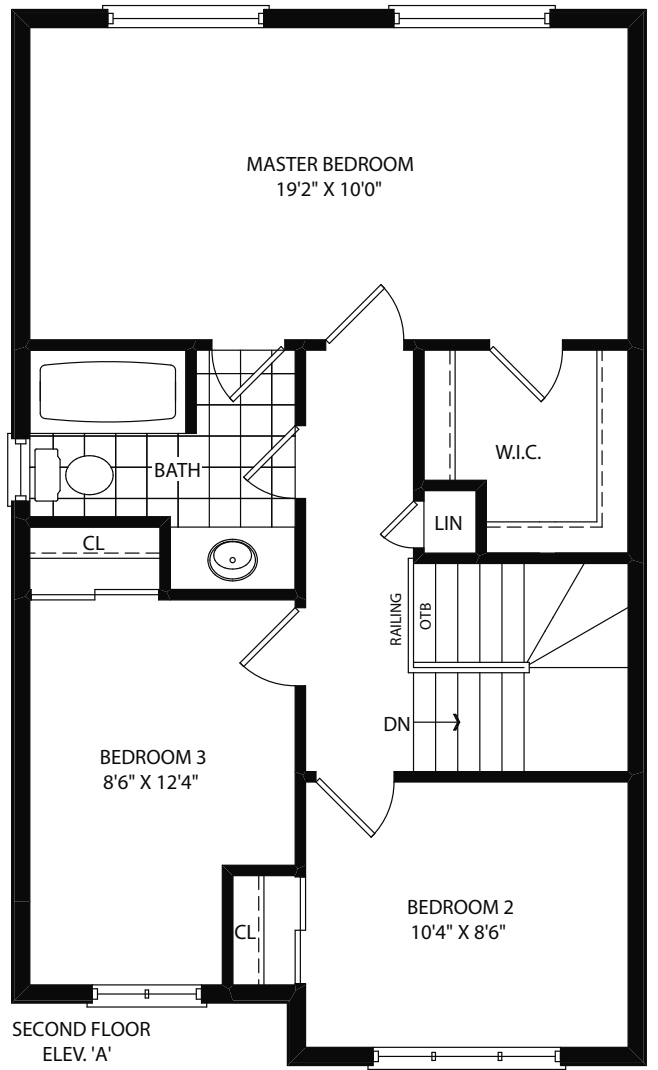 MASTER BEDROOM
19'2" X 10'0"
W.I.C.
BATH
LIN
CL
RAILING
OTB
DN
BEDROOM 3
8'6" X 12'4"
BEDROOM 2
10'4" X 8'6"
CL
SECOND FLOOR
ELEV. 'A'